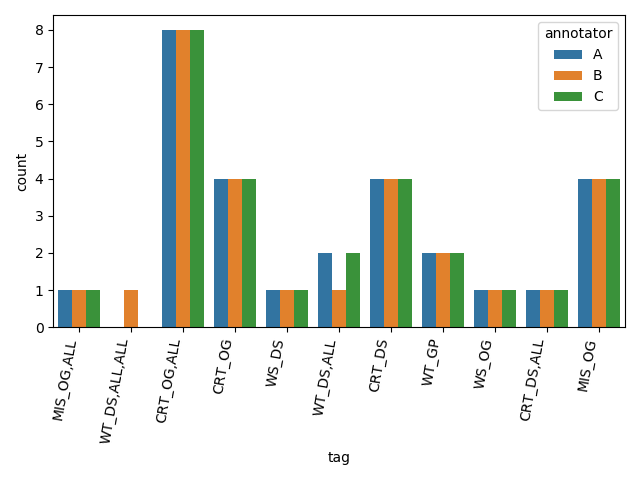 annotator
A
B
C
count
8
7
6
5
4
3
2
1
0
MIS_OG,ALL
WT_DS,ALL,ALL
CRT_OG,ALL
CRT_OG
WS_DS
WT_DS,ALL
CRT_DS
WT_GP
WS_OG
CRT_DS,ALL
MIS_OG
tag